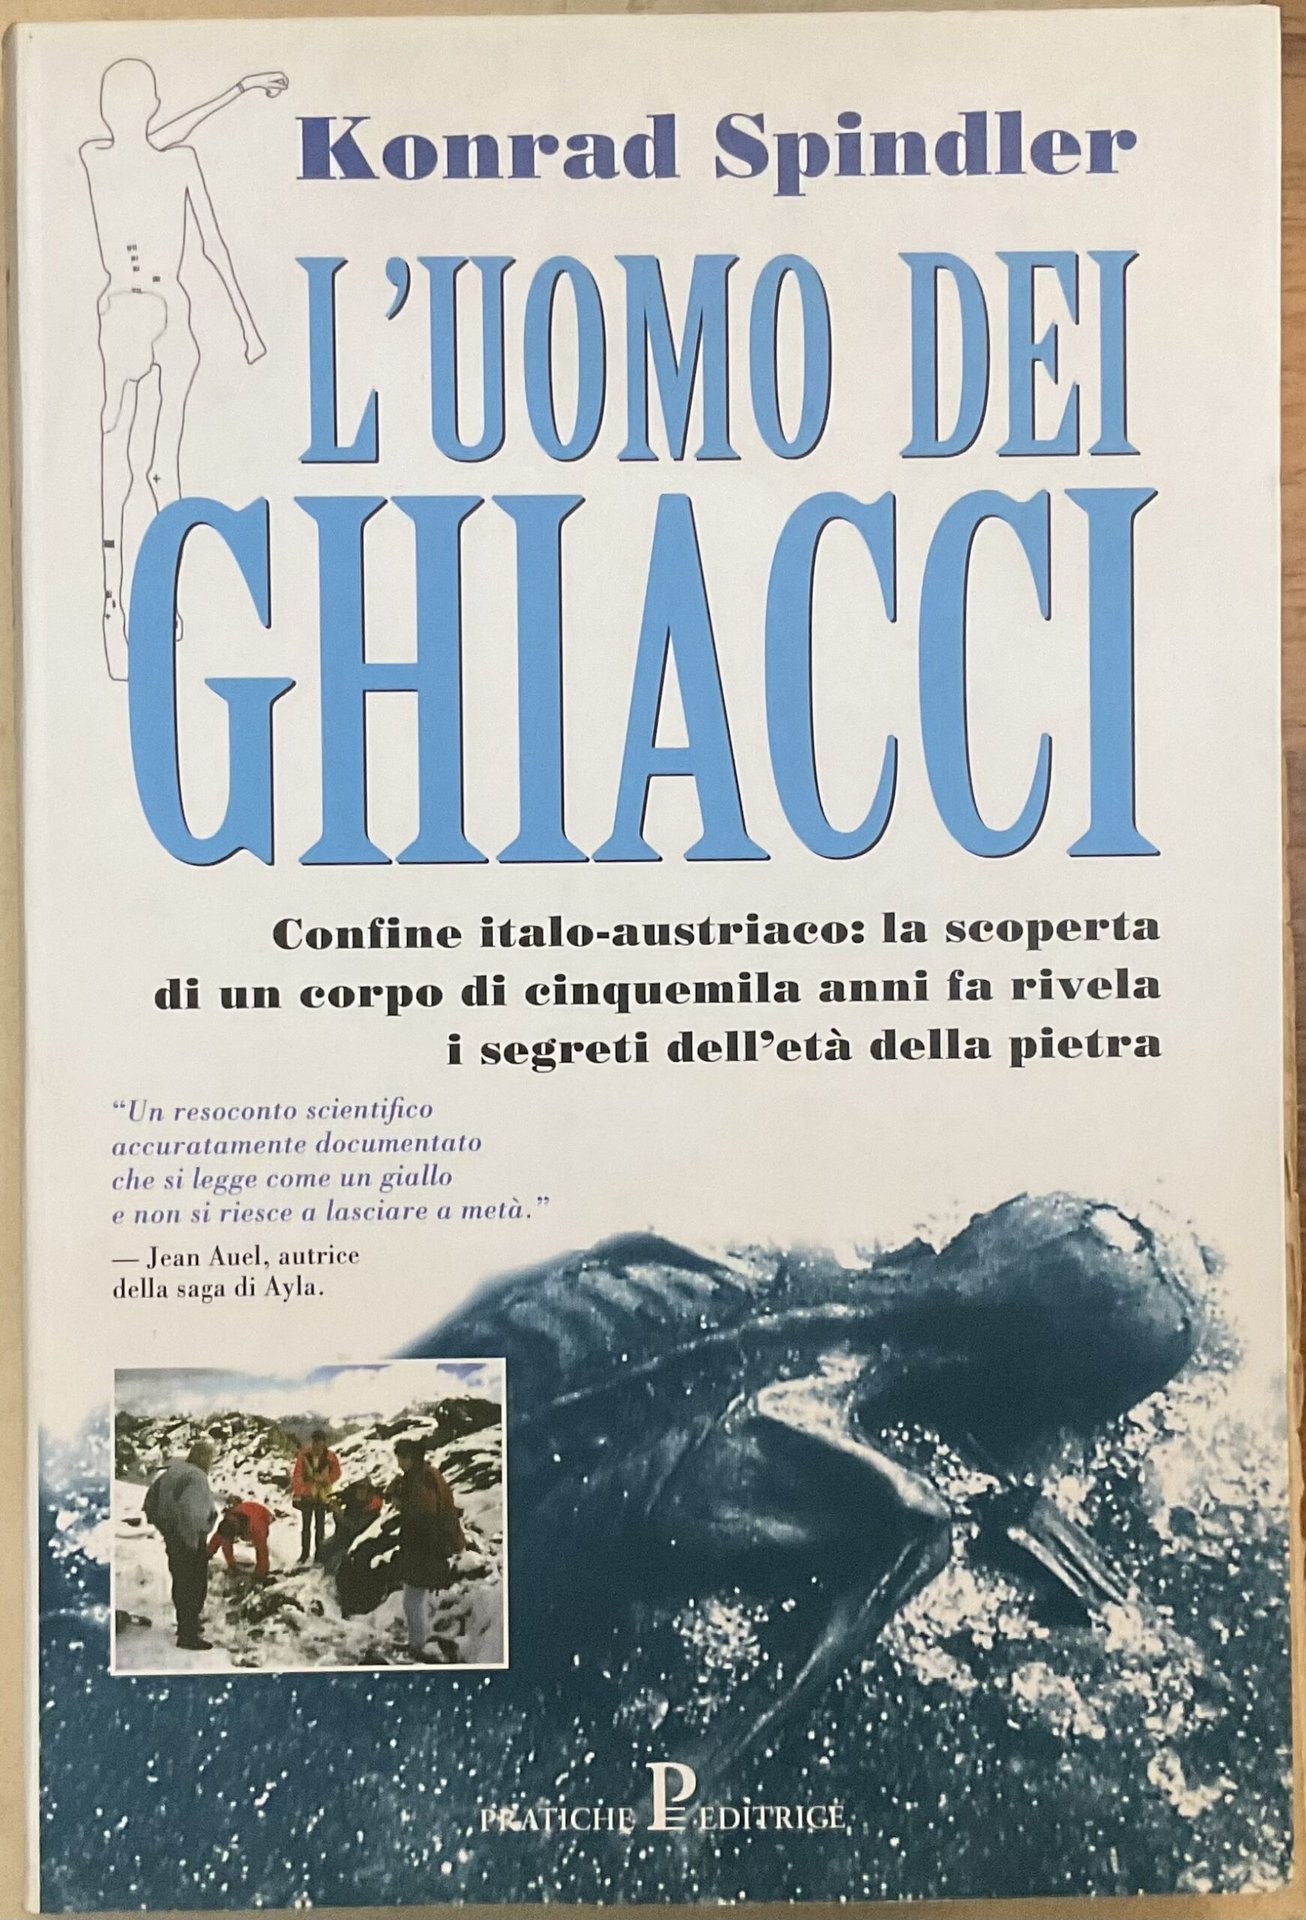 Konrad Spindler
L'UOMO DEI
GHIACCI
Confine italo-austriaco: la scoperta
di un corpo di cinquemila anni fa rivela
i segreti dell'età della pietra
“Un resoconto scientifico
accuratamente documentato
che si legge come un giallo
e non si riesce a lasciare a metà.”
— Jean Auel, autrice
della saga di Ayla.
PRATICHE PE EDITRICE